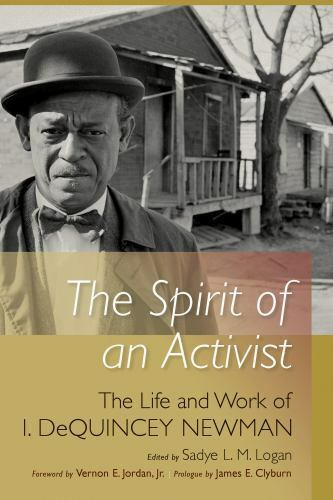 The Spirit of
an Activist
The Life and Work of
I. DeQUINCEY NEWMAN
Edited by Sadye L. M. Logan
Foreword by Vernon E. Jordan, Jr. | Prologue by James E. Clyburn